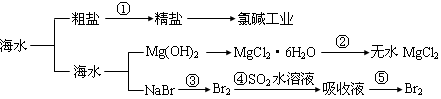 粗盐 ① 精盐 氯碱工业
海水
Mg(OH)₂ MgCl₂・6H₂O ② 无水 MgCl₂
海水
NaBr ③ Br₂ ④SO₂水溶液 吸收液 ⑤ Br₂